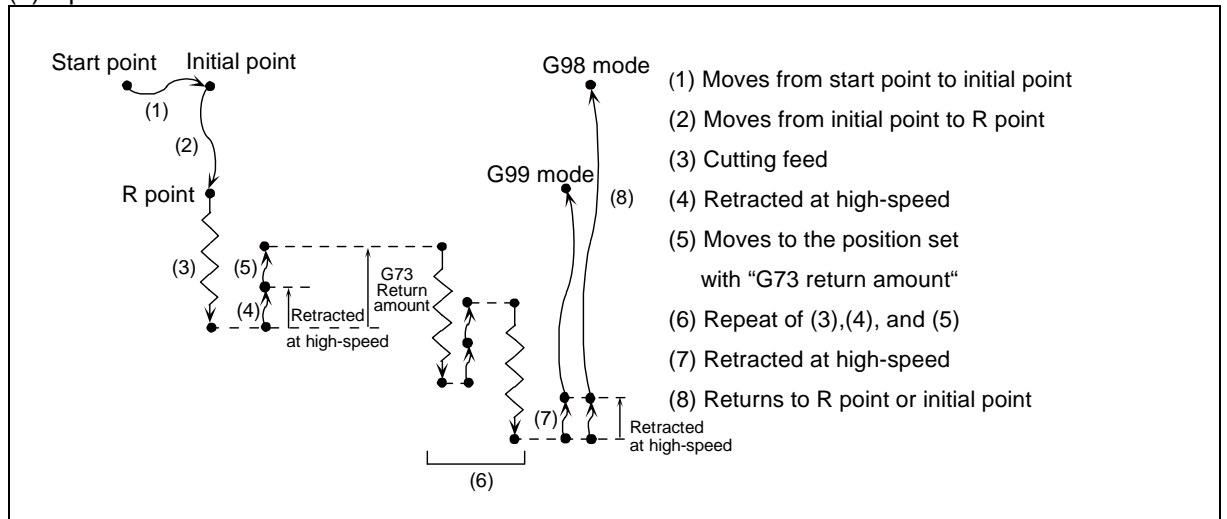 Start point
Initial point
(1)
(2)
R point
(3)
(5)
(4)
Retracted
at high-speed
G73
Return
amount
G98 mode
G99 mode
(8)
(7)
Retracted
at high-speed
(6)
(1) Moves from start point to initial point
(2) Moves from initial point to R point
(3) Cutting feed
(4) Retracted at high-speed
(5) Moves to the position set
with “G73 return amount“
(6) Repeat of (3),(4), and (5)
(7) Retracted at high-speed
(8) Returns to R point or initial point